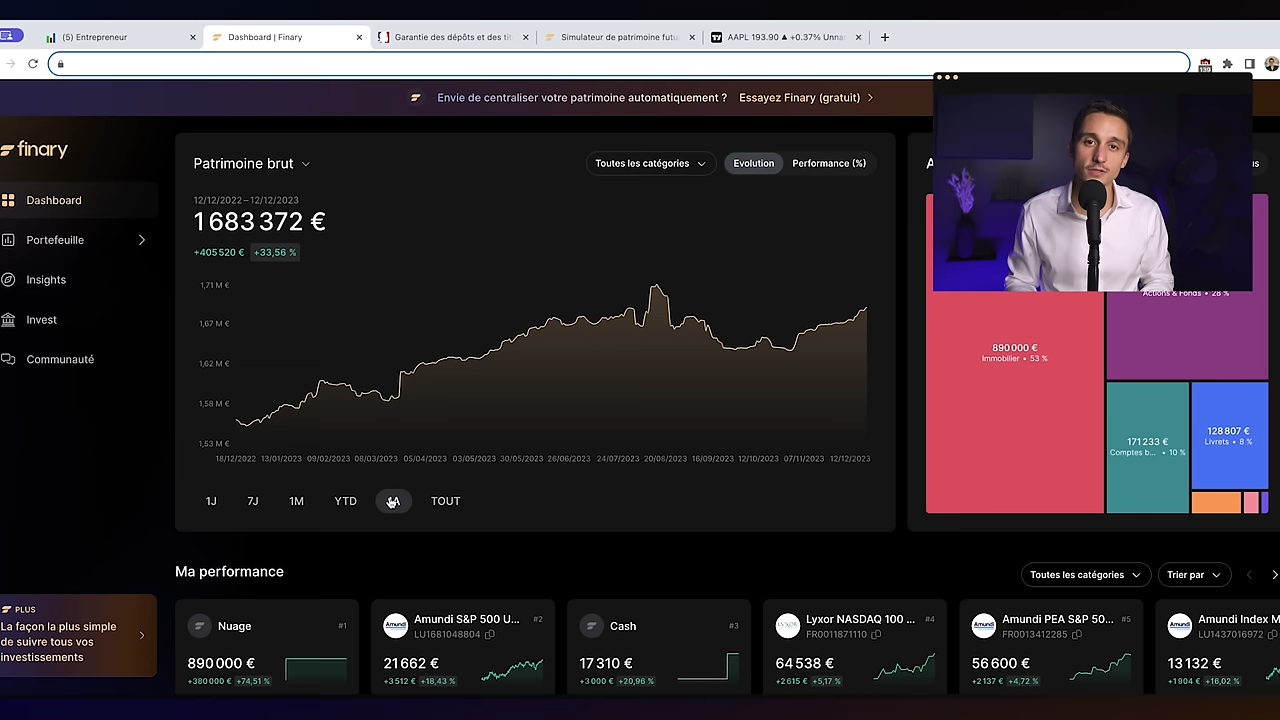 (5) Entrepreneur
Dashboard | Finary
Garantie des dépôts et des tit
Simulateur de patrimoine futu
AAPL 193.90 ▲ +0.37% Unna
139
Envie de centraliser votre patrimoine automatiquement ? Essayez Finary (gratuit)
finary
Dashboard
Portefeuille
Insights
Invest
Communauté
PLUS
La façon la plus simple
de suivre tous vos
investissements
Patrimoine brut
Toutes les catégories
Evolution
Performance (%)
12/12/2022 – 12/12/2023
1 683 372 €
+405 520 € +33,56 %
1,71 M €
1,67 M €
1,62 M €
1,58 M €
1,53 M €
18/12/2022 13/01/2023 09/02/2023 08/03/2023 05/04/2023 03/05/2023 30/05/2023 26/06/2023 24/07/2023 20/08/2023 16/09/2023 12/10/2023 07/11/2023 12/12/2023
1J 7J 1M YTD 1A TOUT
A
us
Actions & Fonds • 28 %
890 000 €
Immobilier • 53 %
171 233 €
Comptes b... • 10 %
128 807 €
Livrets • 8 %
Ma performance
Toutes les catégories
Trier par
Nuage
#1
890 000 €
+380 000 € +74,51 %
Amundi S&P 500 U...
#2
LU1681048804
21 662 €
+3 512 € +18,43 %
Cash
#3
17 310 €
+3 000 € +20,96 %
LYXOR
Lyxor NASDAQ 100 ...
#4
FR0011871110
64 538 €
+2 615 € +5,17 %
Amundi PEA S&P 50...
#5
FR0013412285
56 600 €
+2 137 € +4,72 %
Amundi Index M
LU1437016972
13 132 €
+1 904 € +16,02 %